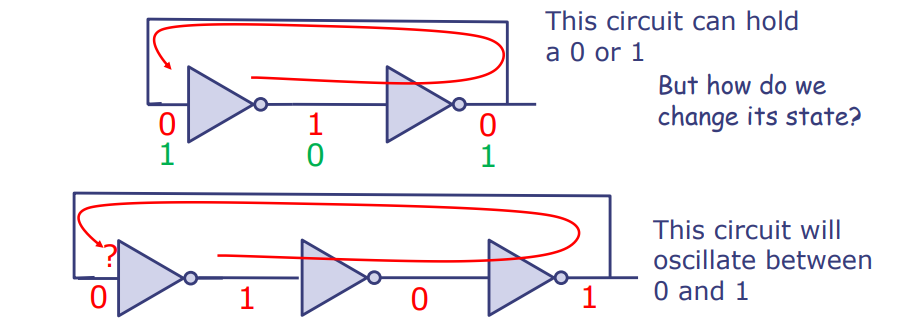 This circuit can hold
a 0 or 1
But how do we
change its state?
0 1 0
1 0 1
This circuit will
oscillate between
0 and 1
?
0 1 0 1